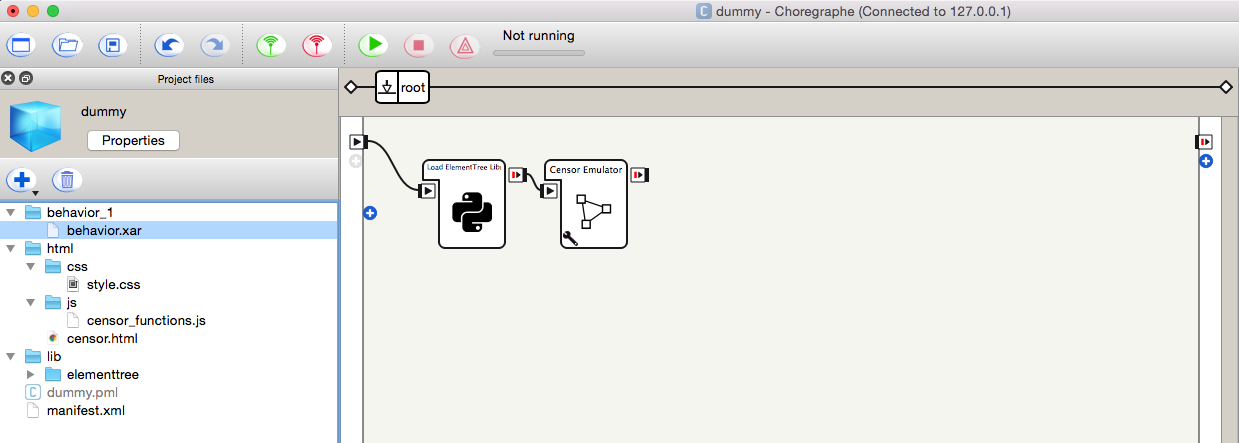 dummy - Choregraphe (Connected to 127.0.0.1)
Not running
Project files
root
dummy
Properties
behavior_1
behavior.xar
html
css
style.css
js
censor_functions.js
censor.html
lib
elementtree
dummy.pml
manifest.xml
Load ElementTree Libr
Censor Emulator